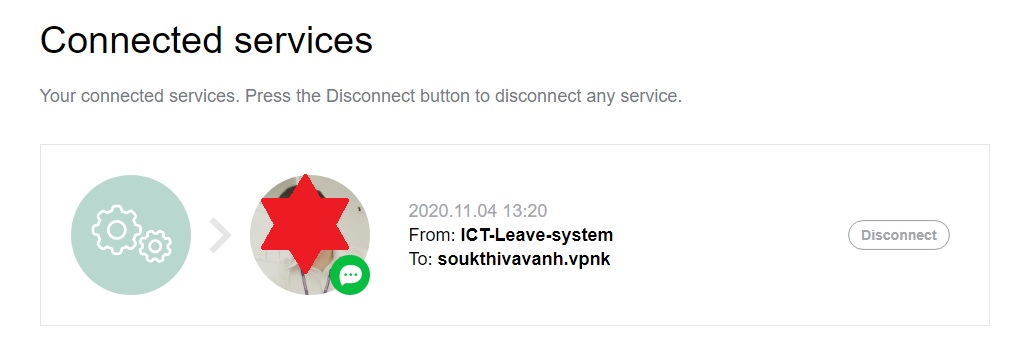 Connected services
Your connected services. Press the Disconnect button to disconnect any service.
2020.11.04 13:20
From: ICT-Leave-system
To: soukthivavanh.vpnk
Disconnect